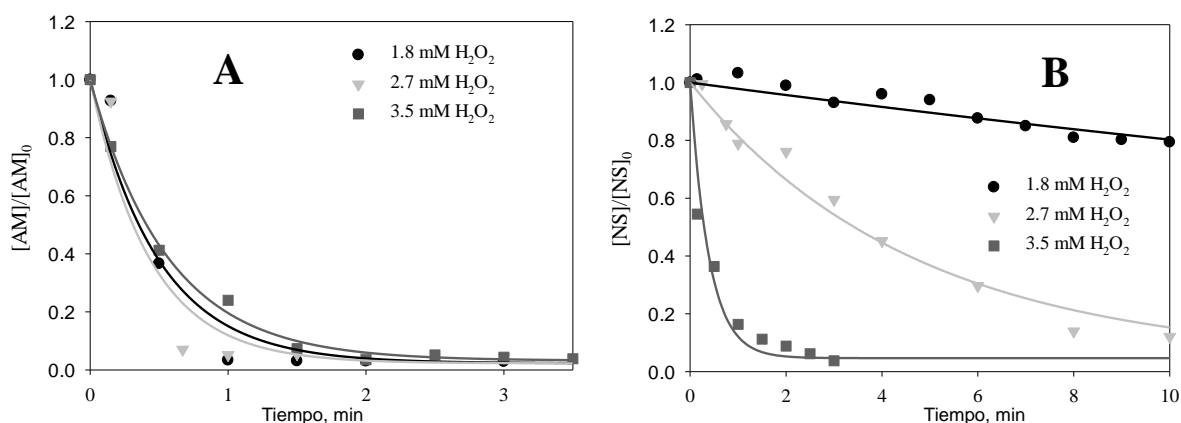 1.2
1.0
0.8
0.6
0.4
0.2
0.0
[AM]/[AM]₀
A
1.8 mM H₂O₂
2.7 mM H₂O₂
3.5 mM H₂O₂
0 1 2 3
Tiempo, min
1.2
1.0
0.8
0.6
0.4
0.2
0.0
[NS]/[NS]₀
B
1.8 mM H₂O₂
2.7 mM H₂O₂
3.5 mM H₂O₂
0 2 4 6 8 10
Tiempo, min